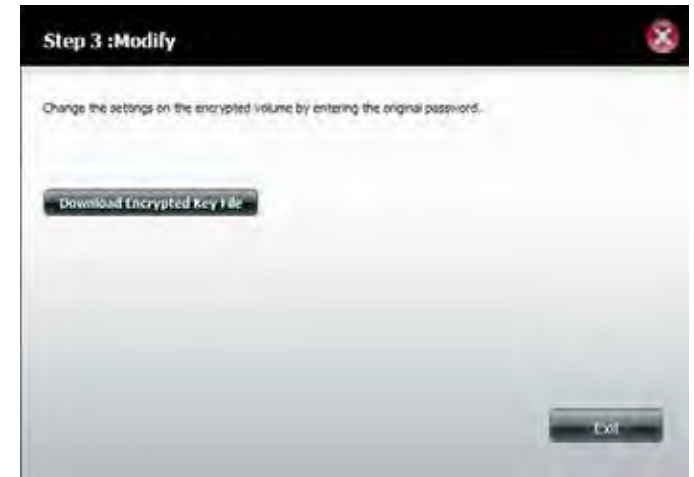 Step 3 :Modify
Change the settings on the encrypted volume by entering the original password.
Download Encrypted Key File
Exit